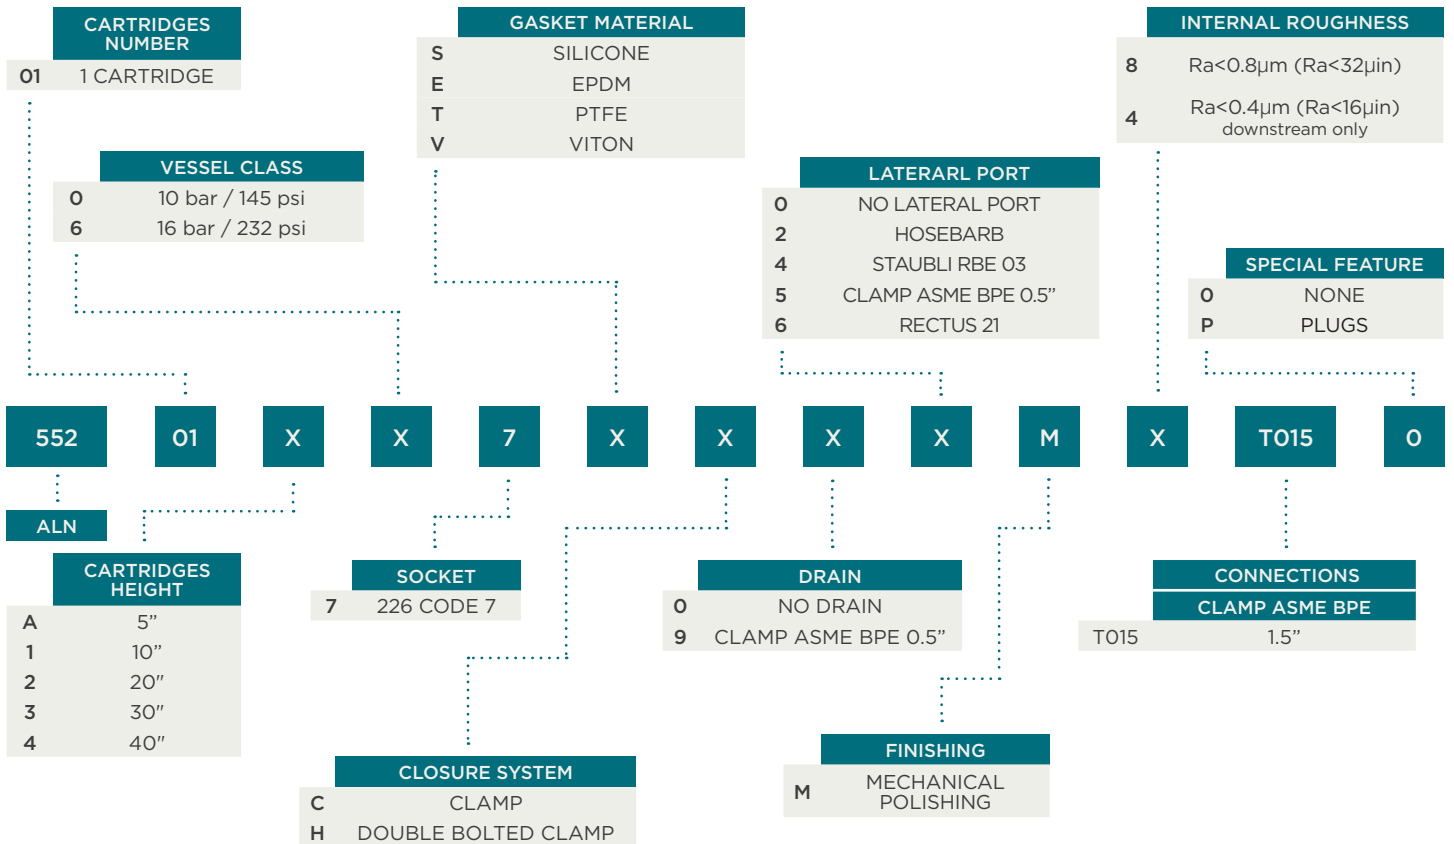 CARTRIDGES
NUMBER
01 1 CARTRIDGE
GASKET MATERIAL
S SILICONE
E EPDM
T PTFE
V VITON
INTERNAL ROUGHNESS
8 Ra<0.8μm (Ra<32μin)
4 Ra<0.4μm (Ra<16μin)
downstream only
VESSEL CLASS
0 10 bar / 145 psi
6 16 bar / 232 psi
LATERARL PORT
0 NO LATERAL PORT
2 HOSEBARB
4 STAUBLI RBE 03
5 CLAMP ASME BPE 0.5”
6 RECTUS 21
SPECIAL FEATURE
0 NONE
P PLUGS
552 01 X X 7 X X X X M X T015 0
ALN
CARTRIDGES
HEIGHT
A 5”
1 10”
2 20"
3 30"
4 40"
SOCKET
7 226 CODE 7
DRAIN
0 NO DRAIN
9 CLAMP ASME BPE 0.5”
CONNECTIONS
CLAMP ASME BPE
T015 1.5”
CLOSURE SYSTEM
C CLAMP
H DOUBLE BOLTED CLAMP
FINISHING
M MECHANICAL
POLISHING